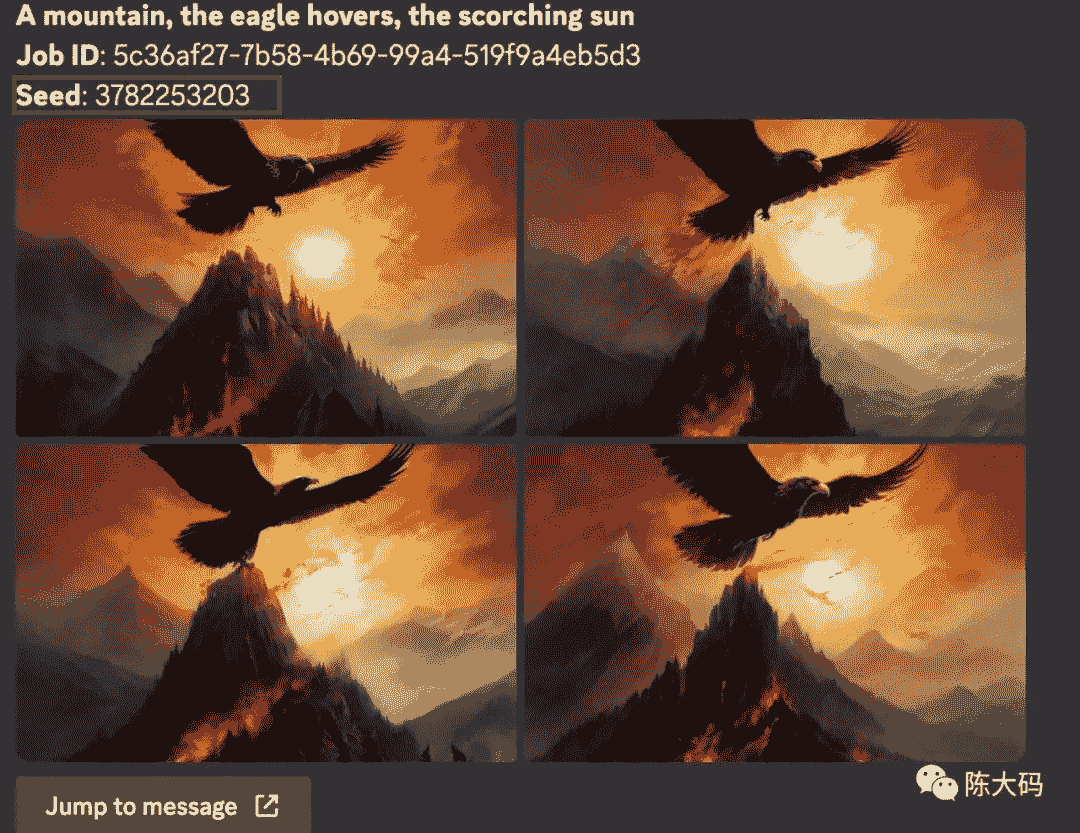 A mountain, the eagle hovers, the scorching sun
Job ID: 5c36af27-7b58-4b69-99a4-519f9a4eb5d3
Seed: 3782253203
Jump to message
陈大码